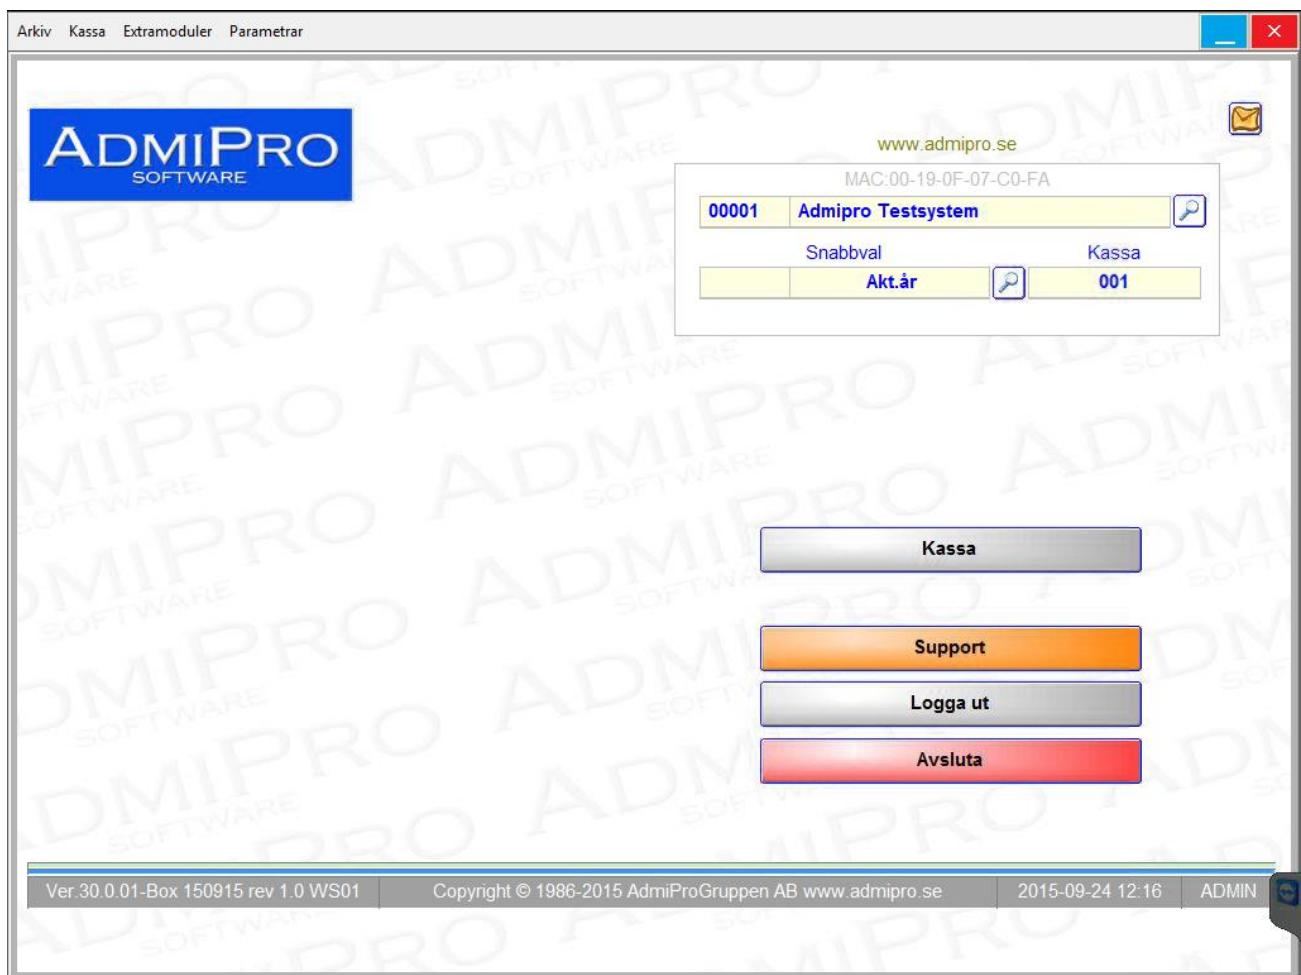 Arkiv Kassa Extramoduler Parametrar
ADMIPRO
SOFTWARE
www.admipro.se
MAC:00-19-0F-07-C0-FA
00001 Admipro Testsystem
Snabbval Kassa
Akt.år 001
Kassa
Support
Logga ut
Avsluta
Ver.30.0.01-Box 150915 rev 1.0 WS01 Copyright © 1986-2015 AdmiProGruppen AB www.admipro.se 2015-09-24 12:16 ADMIN